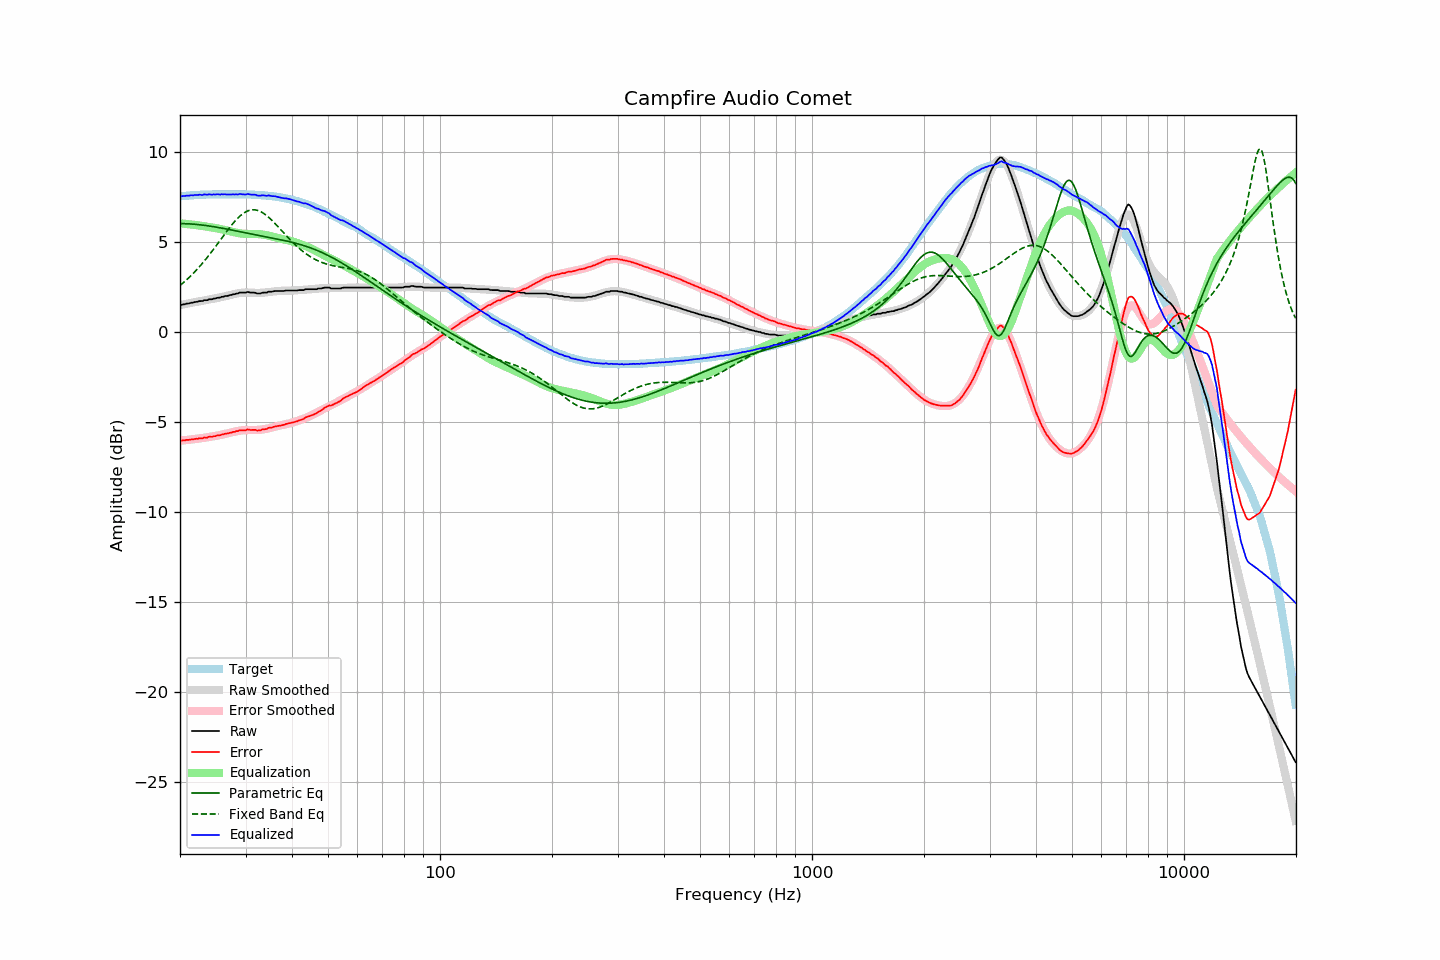 Campfire Audio Comet
10
5
0
−5
−10
−15
−20
−25
Amplitude (dBr)
Target
Raw Smoothed
Error Smoothed
Raw
Error
Equalization
Parametric Eq
Fixed Band Eq
Equalized
100
1000
10000
Frequency (Hz)